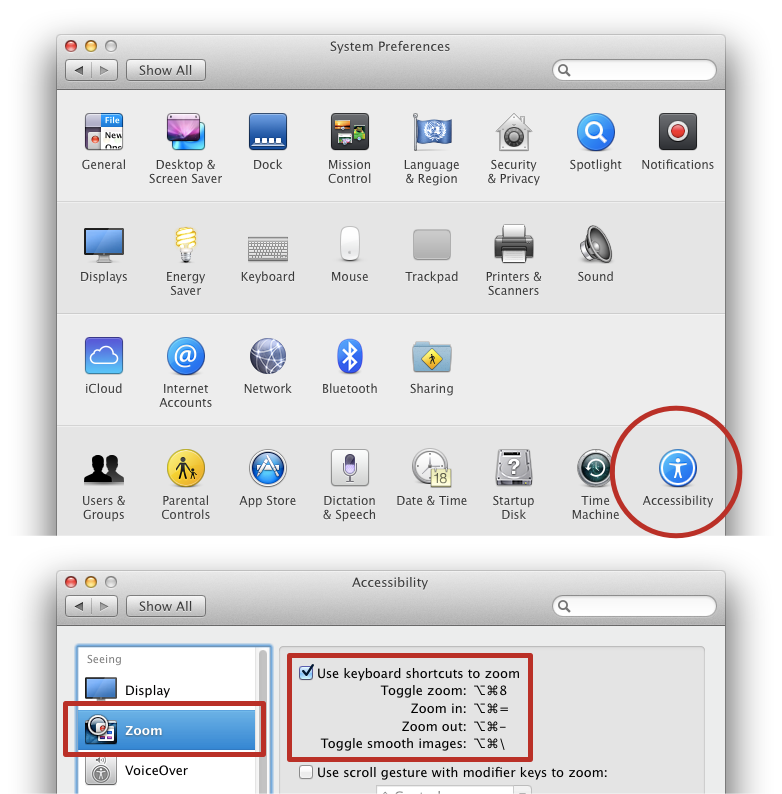 System Preferences
Show All
File
New
General
Desktop &
Screen Saver
Dock
Mission
Control
Language
& Region
Security
& Privacy
Spotlight
Notifications
Displays
Energy
Saver
Keyboard
Mouse
Trackpad
Printers &
Scanners
Sound
iCloud
@
Internet
Accounts
Network
Bluetooth
Sharing
Users &
Groups
Parental
Controls
App Store
Dictation
& Speech
18
Date & Time
?
Startup
Disk
Time
Machine
Accessibility
Accessibility
Show All
Seeing
Display
Zoom
VoiceOver
Use keyboard shortcuts to zoom
Toggle zoom: ⌥⌘8
Zoom in: ⌥⌘=
Zoom out: ⌥⌘-
Toggle smooth images: ⌥⌘\
Use scroll gesture with modifier keys to zoom: